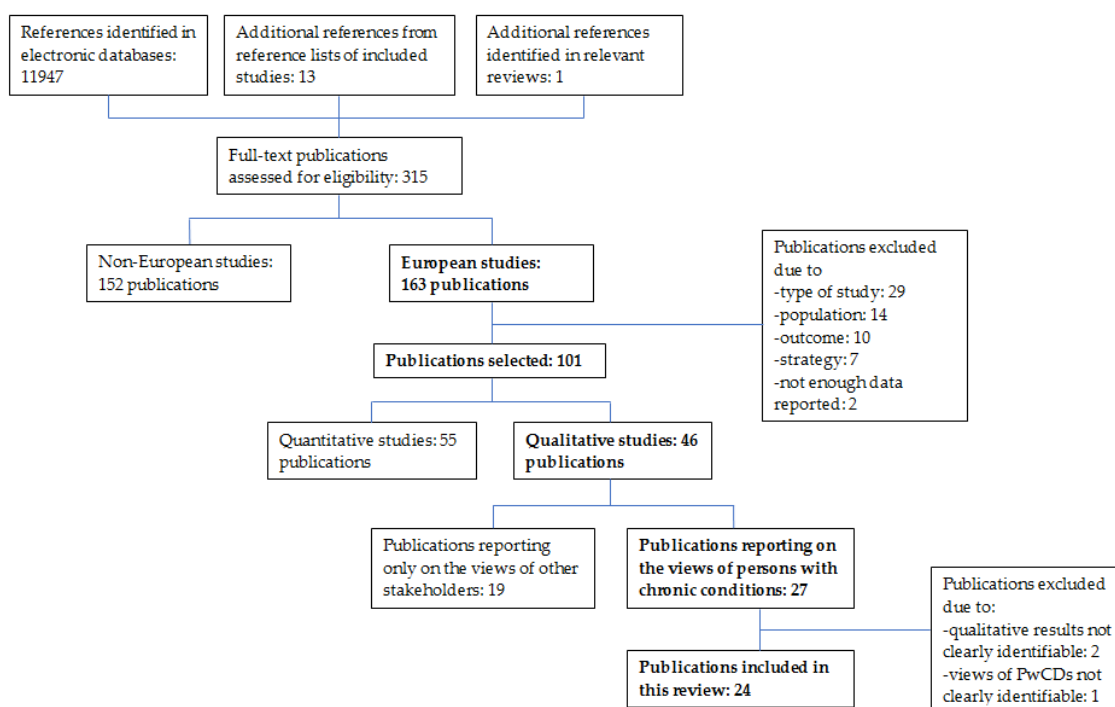 References identified in
electronic databases:
11947
Additional references from
reference lists of included
studies: 13
Additional references
identified in relevant
reviews: 1
Full-text publications
assessed for eligibility: 315
Non-European studies:
152 publications
European studies:
163 publications
Publications excluded
due to
-type of study: 29
-population: 14
-outcome: 10
-strategy: 7
-not enough data
reported: 2
Publications selected: 101
Quantitative studies: 55
publications
Qualitative studies: 46
publications
Publications reporting
only on the views of other
stakeholders: 19
Publications reporting on
the views of persons with
chronic conditions: 27
Publications excluded
due to:
-qualitative results not
clearly identifiable: 2
-views of PwCDs not
clearly identifiable: 1
Publications included in
this review: 24